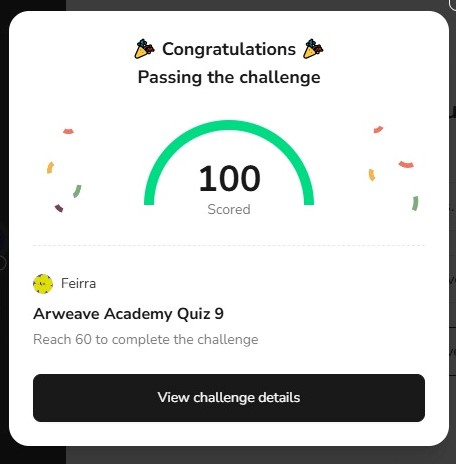 🎉 Congratulations 🎉
Passing the challenge
100
Scored
Feirra
Arweave Academy Quiz 9
Reach 60 to complete the challenge
View challenge details